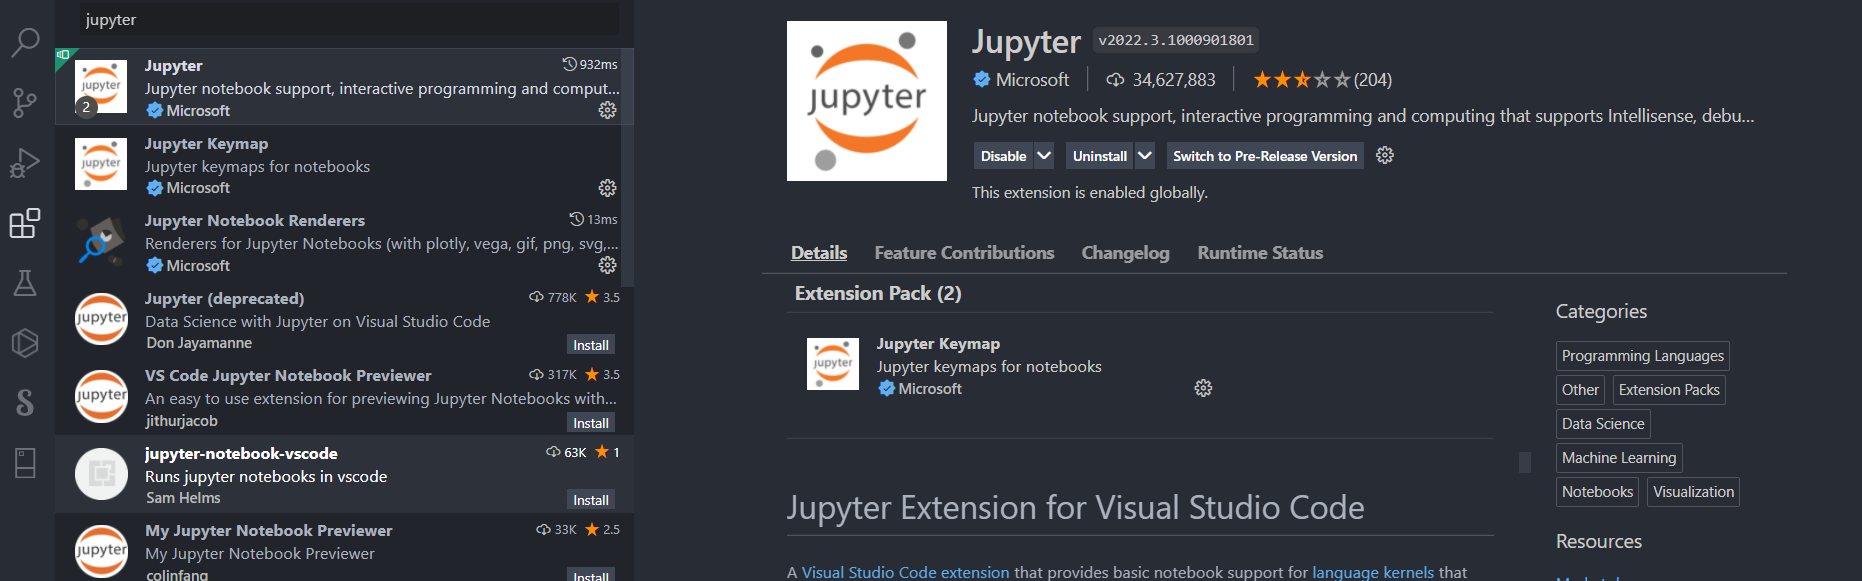 jupyter
Jupyter 932ms
Jupyter notebook support, interactive programming and comput...
Microsoft
jupyter
2
Jupyter Keymap
Jupyter keymaps for notebooks
Microsoft
jupyter
Jupyter Notebook Renderers 13ms
Renderers for Jupyter Notebooks (with plotly, vega, gif, png, svg,...
Microsoft
Jupyter (deprecated) 778K 3.5
Data Science with Jupyter on Visual Studio Code
Don Jayamanne Install
jupyter
VS Code Jupyter Notebook Previewer 317K 3.5
An easy to use extension for previewing Jupyter Notebooks with...
jithurjacob Install
jupyter
jupyter-notebook-vscode 63K 1
Runs jupyter notebooks in vscode
Sam Helms Install
My Jupyter Notebook Previewer 33K 2.5
My Jupyter Notebook Previewer
colinfang Install
jupyter
jupyter
Jupyter v2022.3.1000901801
Microsoft 34,627,883 (204)
Jupyter notebook support, interactive programming and computing that supports Intellisense, debu...
Disable Uninstall Switch to Pre-Release Version
This extension is enabled globally.
Details Feature Contributions Changelog Runtime Status
Extension Pack (2)
jupyter
Jupyter Keymap
Jupyter keymaps for notebooks
Microsoft
Jupyter Extension for Visual Studio Code
A Visual Studio Code extension that provides basic notebook support for language kernels that
Categories
Programming Languages
Other Extension Packs
Data Science
Machine Learning
Notebooks Visualization
Resources